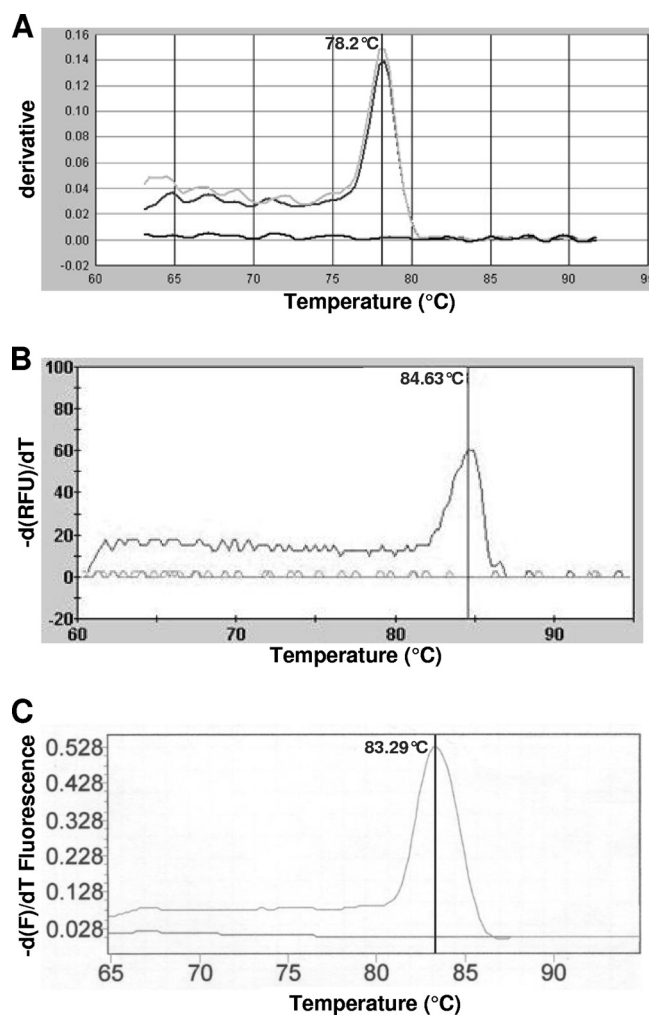 A
78.2°C
0.16
0.14
0.12
0.10
0.08
0.06
0.04
0.02
0.00
-0.02
derivative
60 65 70 75 80 85 90 95
Temperature (°C)
B
84.63°C
100
80
60
40
20
0
-20
-d(RFU)/dT
60 70 80 90
Temperature (°C)
C
83.29°C
0.528
0.428
0.328
0.228
0.128
0.028
-d(F)/dT Fluorescence
65 70 75 80 85 90
Temperature (°C)